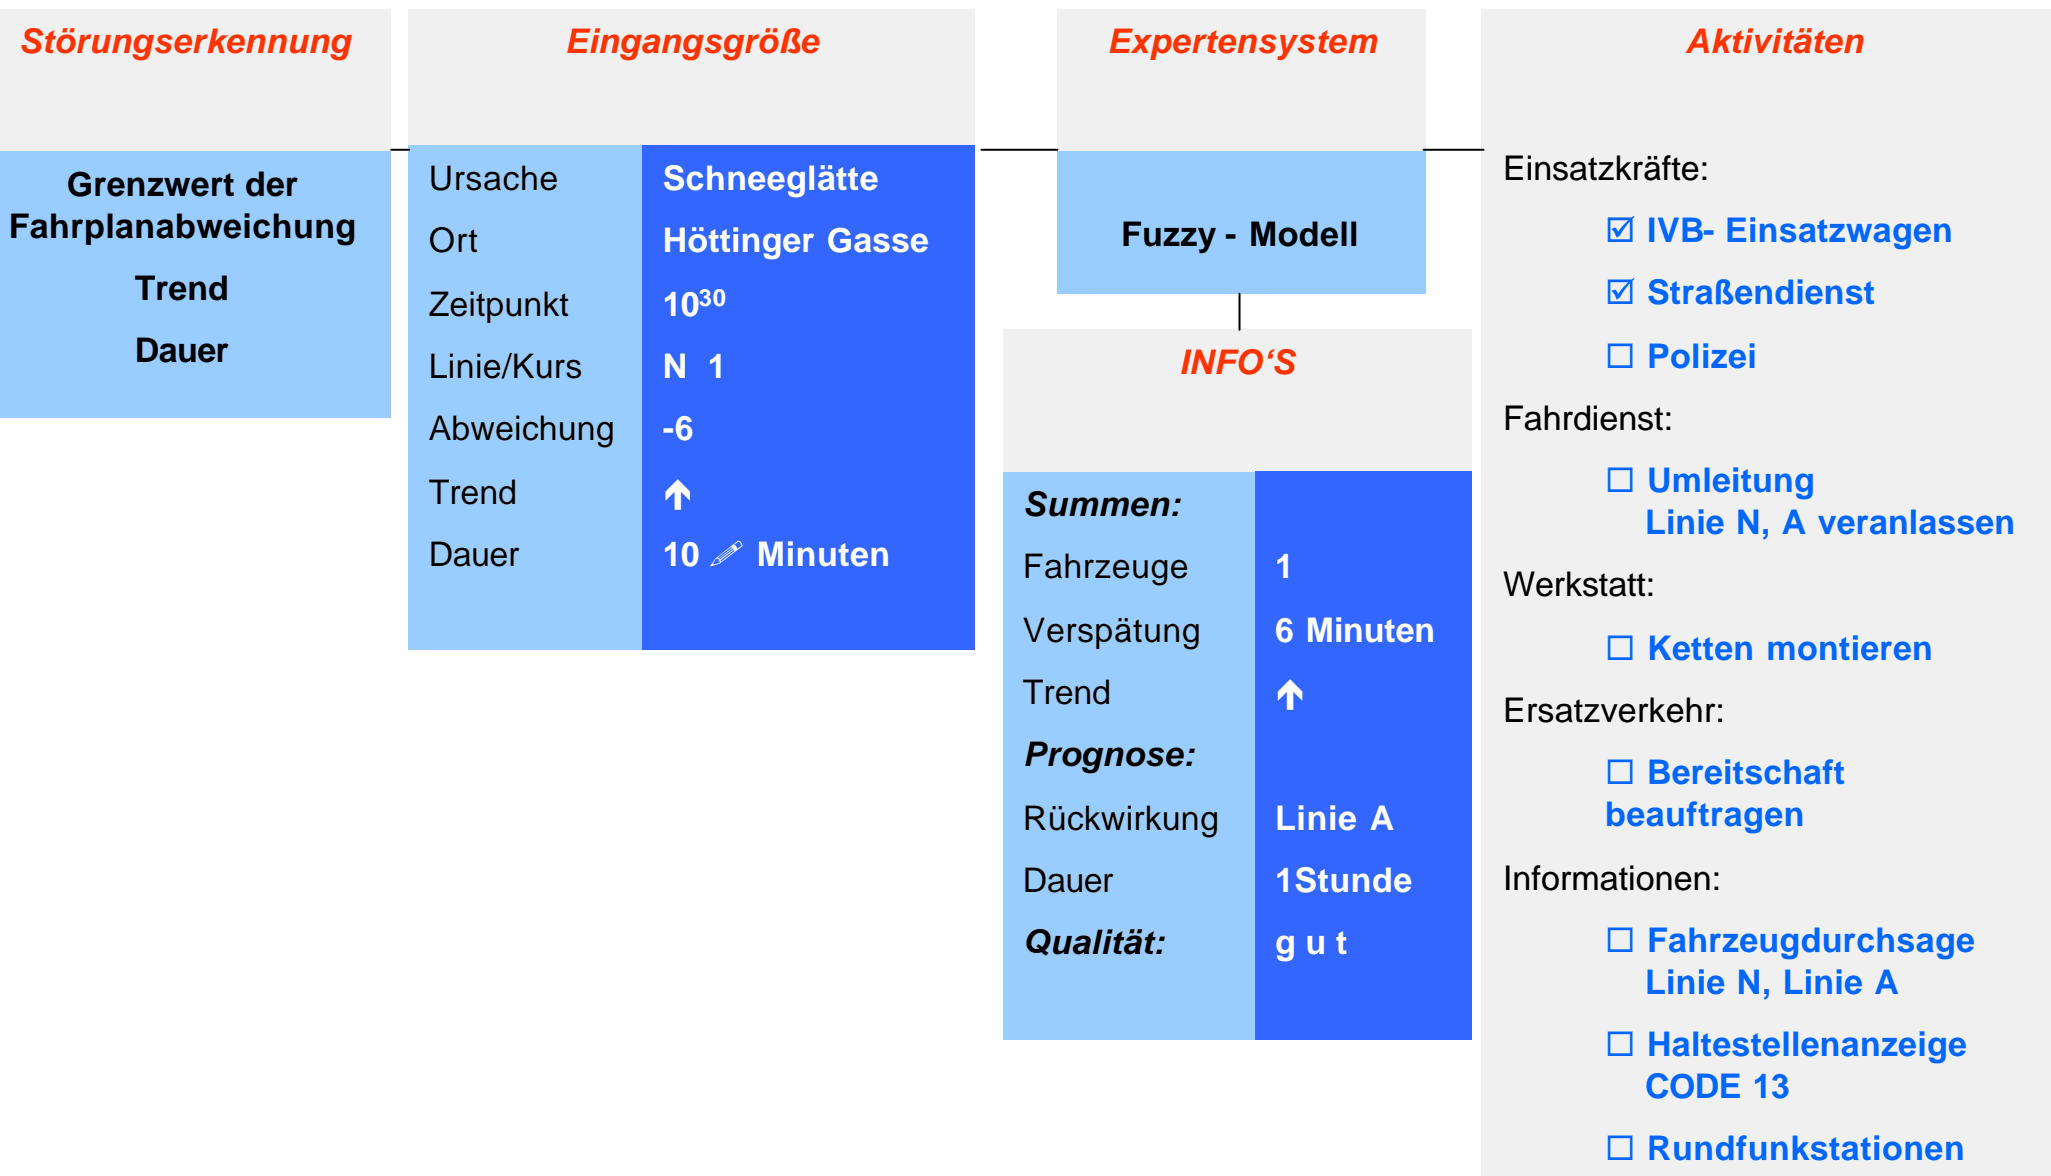 Störungserkennung
Grenzwert der
Fahrplanabweichung
Trend
Dauer
Eingangsgröße
Ursache Schneeglätte
Ort Höttinger Gasse
Zeitpunkt 10³⁰
Linie/Kurs N 1
Abweichung -6
Trend ↑
Dauer 10 ✐ Minuten
Expertensystem
Fuzzy - Modell
INFO‘S
Summen:
Fahrzeuge 1
Verspätung 6 Minuten
Trend ↑
Prognose:
Rückwirkung Linie A
Dauer 1Stunde
Qualität: g u t
Aktivitäten
Einsatzkräfte:
☑ IVB- Einsatzwagen
☑ Straßendienst
☐ Polizei
Fahrdienst:
☐ Umleitung
Linie N, A veranlassen
Werkstatt:
☐ Ketten montieren
Ersatzverkehr:
☐ Bereitschaft
beauftragen
Informationen:
☐ Fahrzeugdurchsage
Linie N, Linie A
☐ Haltestellenanzeige
CODE 13
☐ Rundfunkstationen